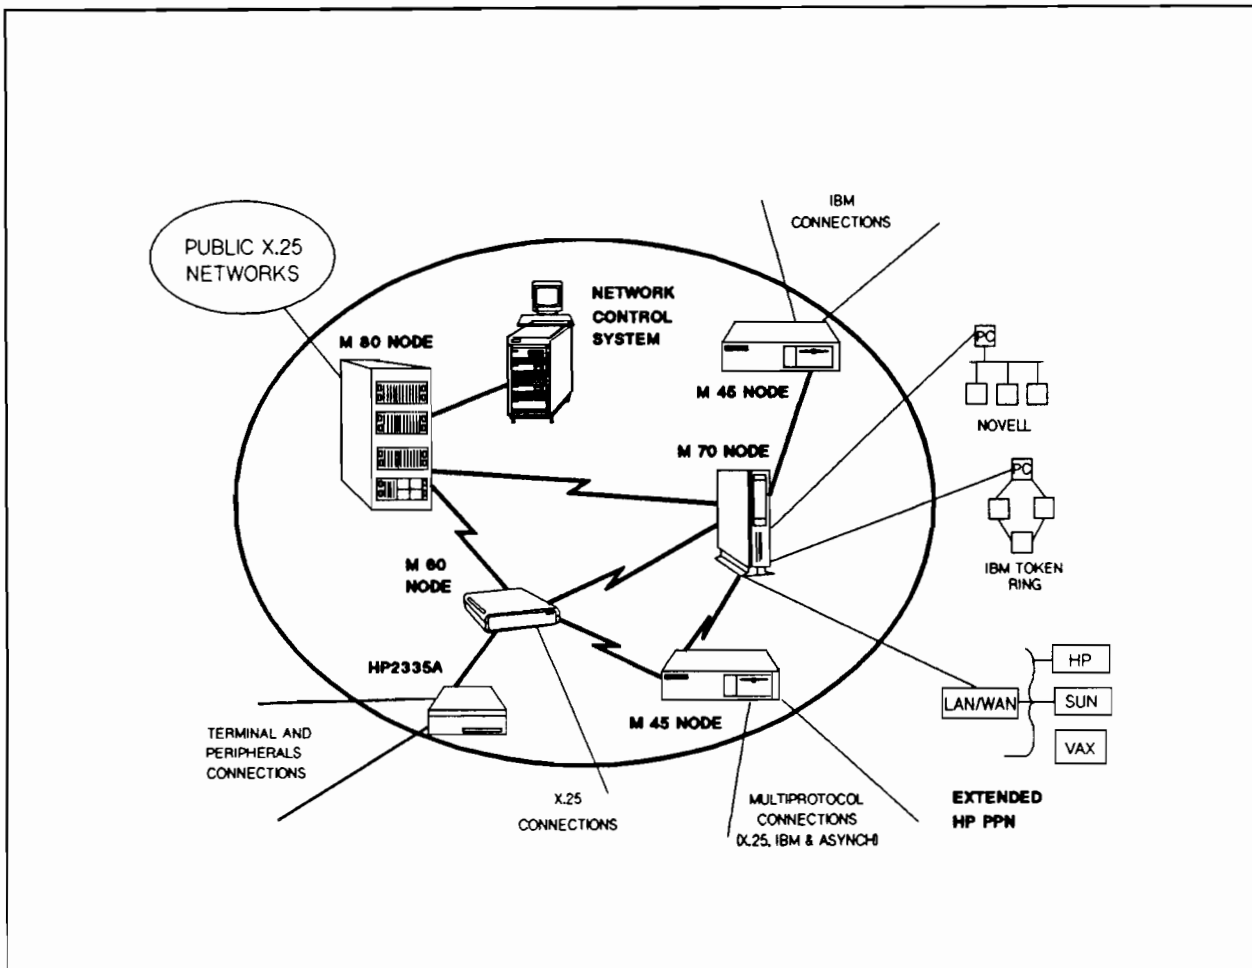 IBM
CONNECTIONS
PUBLIC X.25
NETWORKS
NETWORK
CONTROL
SYSTEM
M 80 NODE
PC
M 45 NODE
NOVELL
M 70 NODE
PC
M 60
NODE
IBM TOKEN
RING
HP2335A
HP
LAN/WAN
SUN
M 45 NODE
VAX
TERMINAL AND
PERIPHERALS
CONNECTIONS
X.25
CONNECTIONS
MULTIPROTOCOL
CONNECTIONS
(X.25, IBM & ASYNCH)
EXTENDED
HP PPN